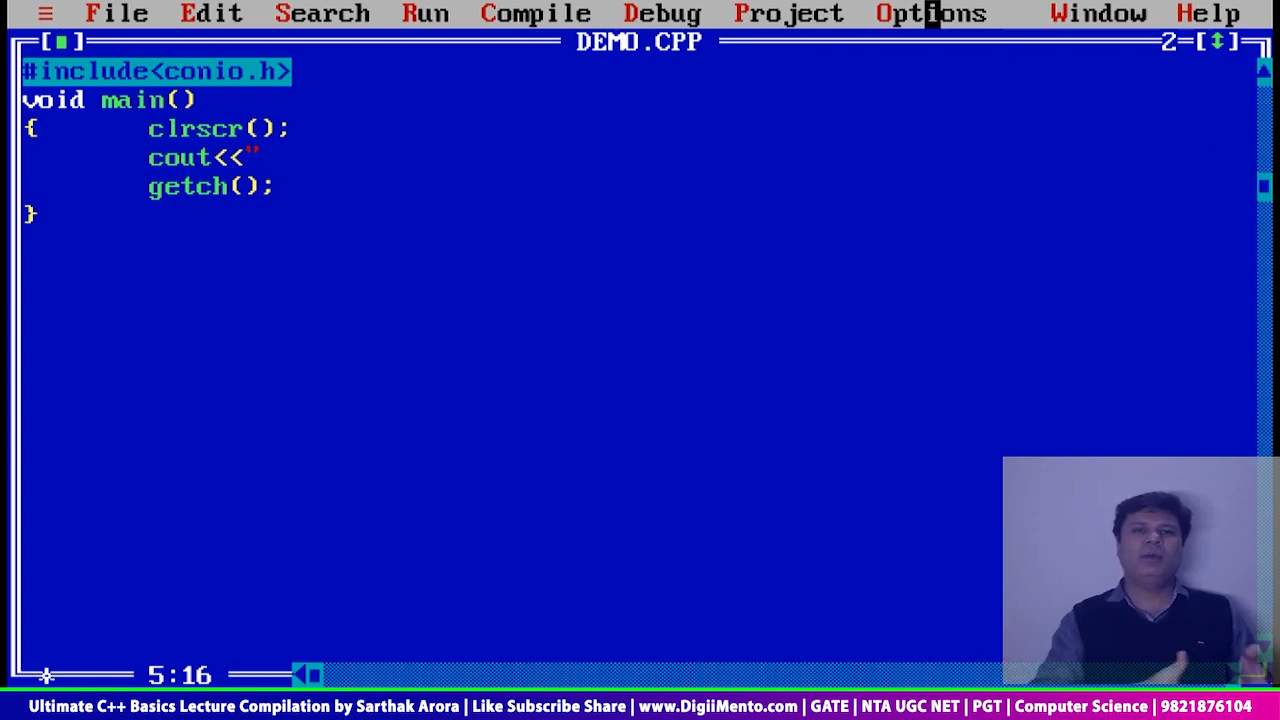 ≡ File Edit Search Run Compile Debug Project Options Window Help
[■] DEMO.CPP 2=[↕]
#include<conio.h>
void main()
{ clrscr();
cout<<"
getch();
}
5:16
Ultimate C++ Basics Lecture Compilation by Sarthak Arora | Like Subscribe Share | www.DigiiMento.com | GATE | NTA UGC NET | PGT | Computer Science | 9821876104